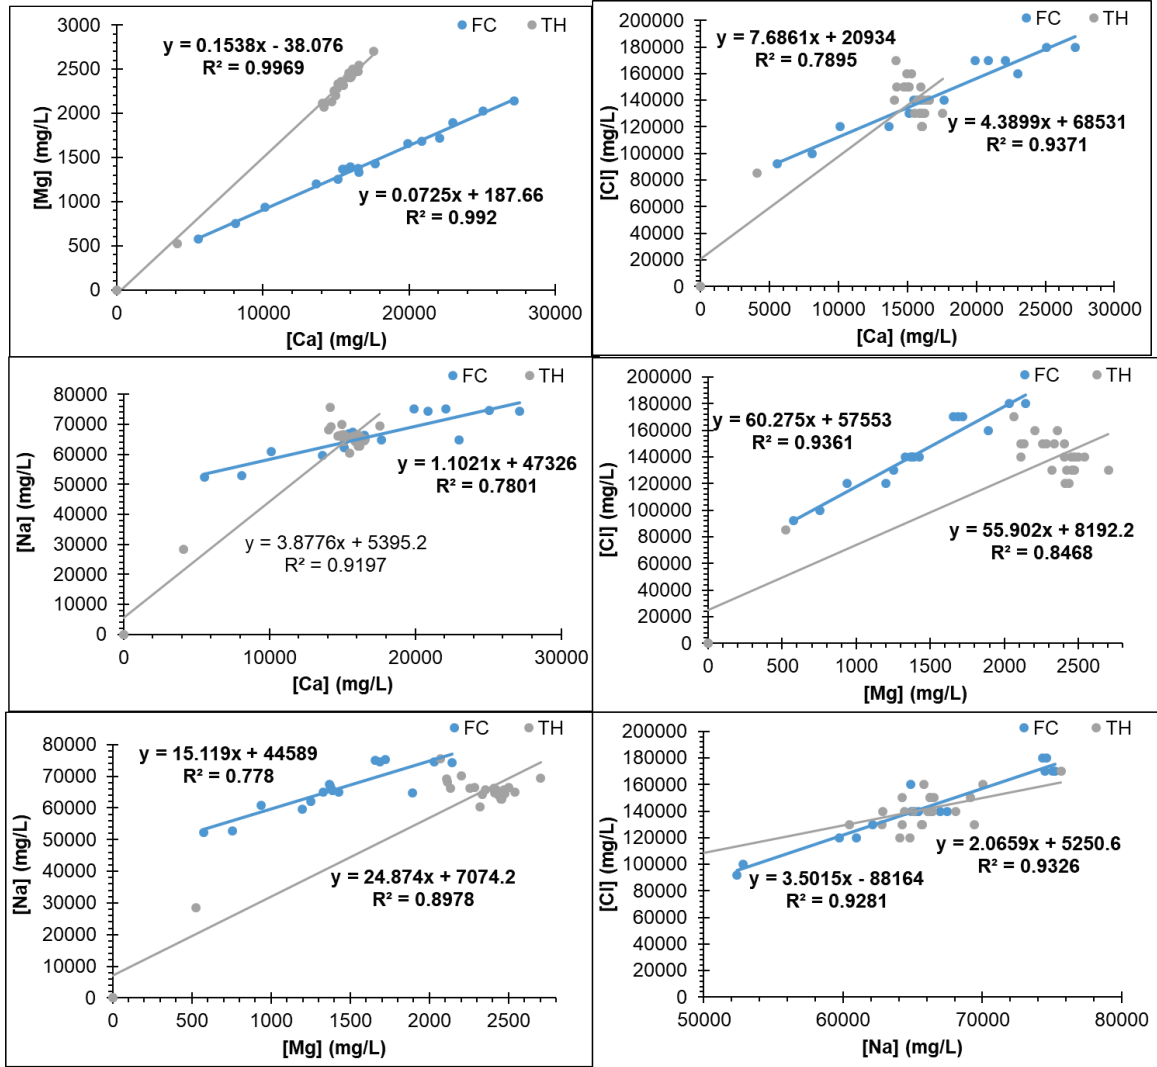 FC TH
3000
2500
2000
1500
1000
500
0
[Mg] (mg/L)
y = 0.1538x - 38.076
R² = 0.9969
y = 0.0725x + 187.66
R² = 0.992
0 10000 20000 30000
[Ca] (mg/L)
FC TH
200000
180000
160000
140000
120000
100000
80000
60000
40000
20000
0
[Cl] (mg/L)
y = 7.6861x + 20934
R² = 0.7895
y = 4.3899x + 68531
R² = 0.9371
0 5000 10000 15000 20000 25000 30000
[Ca] (mg/L)
FC TH
80000
70000
60000
50000
40000
30000
20000
10000
0
[Na] (mg/L)
y = 1.1021x + 47326
R² = 0.7801
y = 3.8776x + 5395.2
R² = 0.9197
0 10000 20000 30000
[Ca] (mg/L)
FC TH
200000
180000
160000
140000
120000
100000
80000
60000
40000
20000
0
[Cl] (mg/L)
y = 60.275x + 57553
R² = 0.9361
y = 55.902x + 8192.2
R² = 0.8468
0 500 1000 1500 2000 2500
[Mg] (mg/L)
FC TH
80000
70000
60000
50000
40000
30000
20000
10000
0
[Na] (mg/L)
y = 15.119x + 44589
R² = 0.778
y = 24.874x + 7074.2
R² = 0.8978
0 500 1000 1500 2000 2500
[Mg] (mg/L)
FC TH
200000
180000
160000
140000
120000
100000
80000
60000
40000
20000
0
[Cl] (mg/L)
y = 2.0659x + 5250.6
R² = 0.9326
y = 3.5015x - 88164
R² = 0.9281
50000 60000 70000 80000
[Na] (mg/L)